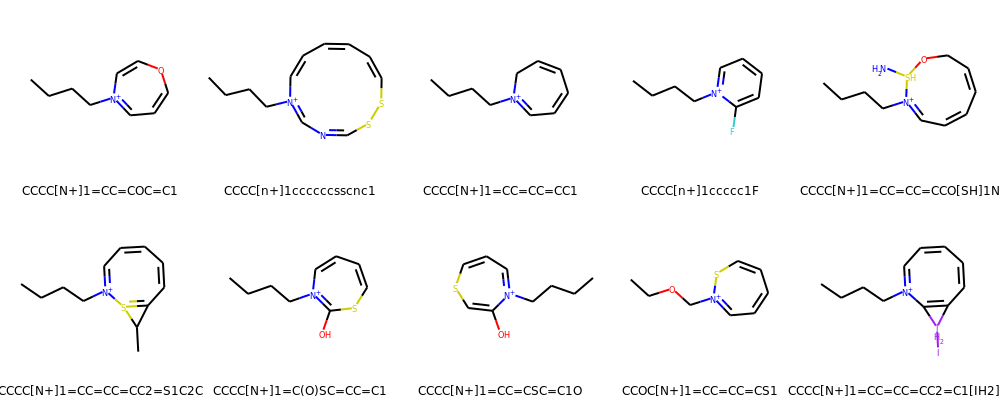 CCCC[N+]1=CC=COC=C1
CCCC[n+]1ccccccsscnc1
CCCC[N+]1=CC=CC=CC1
CCCC[n+]1ccccc1F
CCCC[N+]1=CC=CC=CCO[SH]1N
CCCC[N+]1=CC=CC=CC2=S1C2C
CCCC[N+]1=C(O)SC=CC=C1
CCCC[N+]1=CC=CSC=C1O
CCOC[N+]1=CC=CC=CS1
CCCC[N+]1=CC=CC=CC2=C1[IH2]